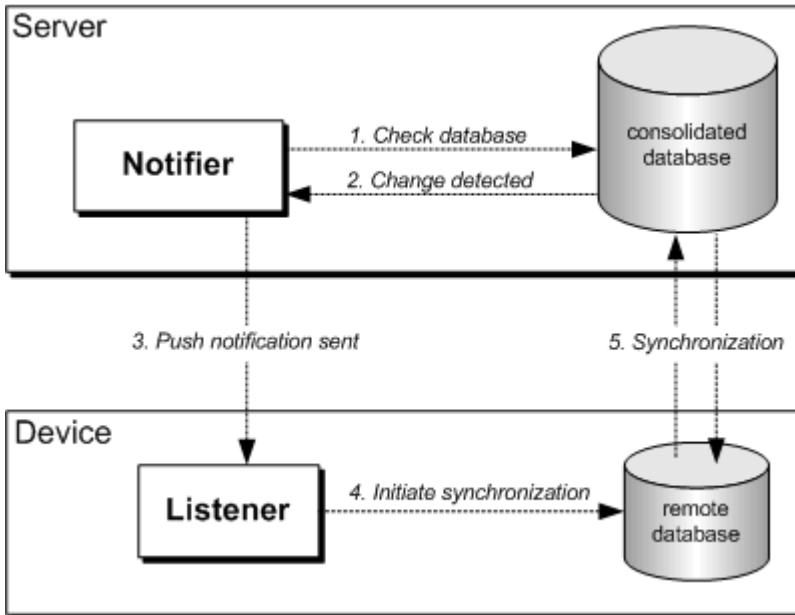 Server
Notifier
1. Check database
2. Change detected
consolidated
database
3. Push notification sent
5. Synchronization
Device
Listener
4. Initiate synchronization
remote
database